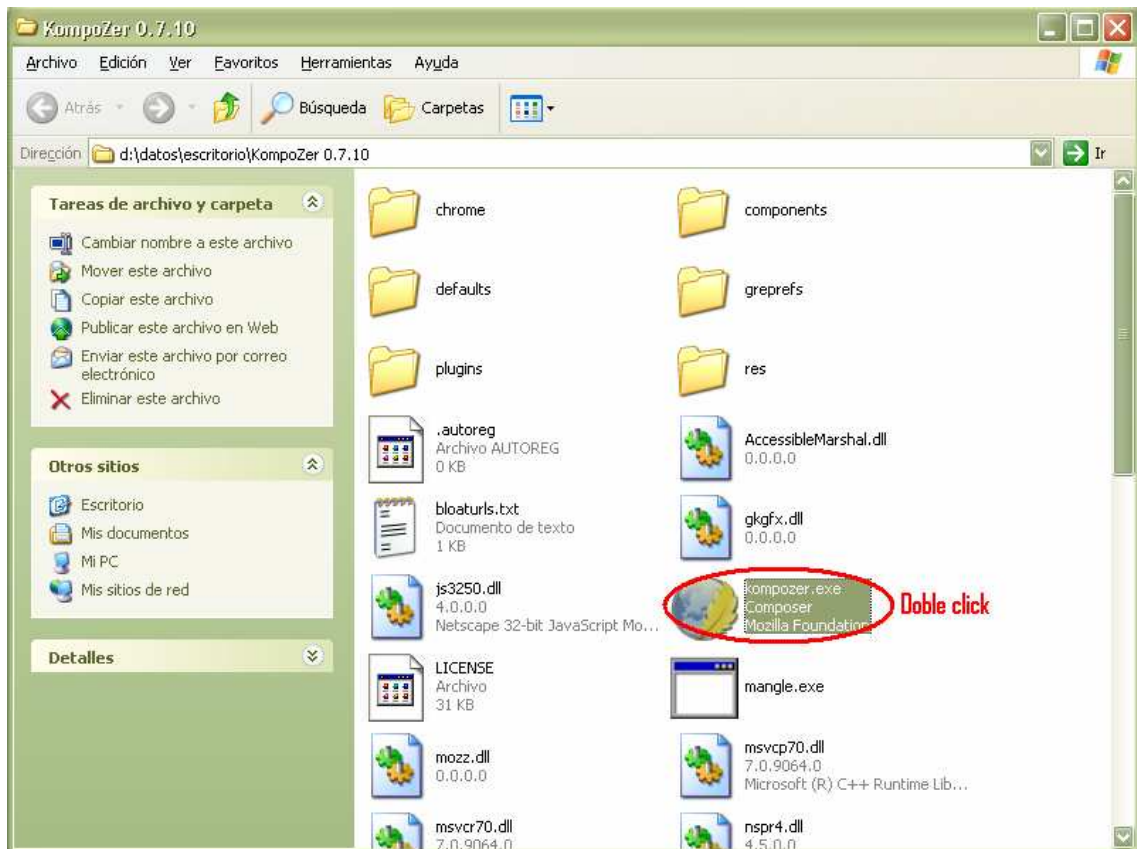 KompoZer 0.7.10
Archivo Edición Ver Favoritos Herramientas Ayuda
Atrás Búsqueda Carpetas
Dirección d:\datos\escritorio\KompoZer 0.7.10 Ir
Tareas de archivo y carpeta
Cambiar nombre a este archivo
Mover este archivo
Copiar este archivo
Publicar este archivo en Web
Enviar este archivo por correo
electrónico
Eliminar este archivo
Otros sitios
Escritorio
Mis documentos
Mi PC
Mis sitios de red
Detalles
chrome
components
defaults
greprefs
plugins
res
.autoreg
Archivo AUTOREG
0 KB
AccessibleMarshal.dll
0.0.0.0
bloaturls.txt
Documento de texto
1 KB
gkgfx.dll
0.0.0.0
js3250.dll
4.0.0.0
Netscape 32-bit JavaScript Mo...
kompozer.exe
Composer
Mozilla Foundation
Doble click
LICENSE
Archivo
31 KB
mangle.exe
mozz.dll
0.0.0.0
msvcp70.dll
7.0.9064.0
Microsoft (R) C++ Runtime Lib...
msvcr70.dll
7.0.9064.0
nspr4.dll
4.5.0.0